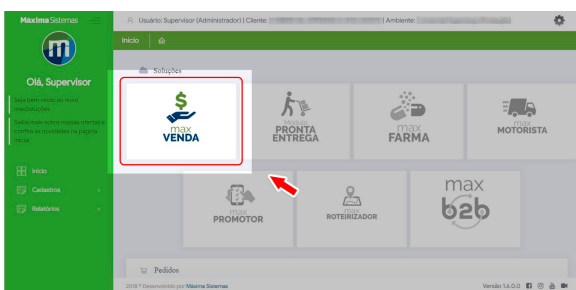 Máxima Sistemas
Usuário: Supervisor (Administrador) | Cliente:
| Ambiente:
Início
Olá, Supervisor
Seja bem vindo ao novo
maxSoluções
Saiba mais sobre nossas ofertas e
confira as novidades na página
inicial
Início
Cadastros
Relatórios
Soluções
max
VENDA
Módulo
PRONTA
ENTREGA
max
FARMA
max
MOTORISTA
max
PROMOTOR
max
ROTEIRIZADOR
max
b2b
Pedidos
2018 © Desenvolvido por Máxima Sistemas
Versão 1.6.0.0